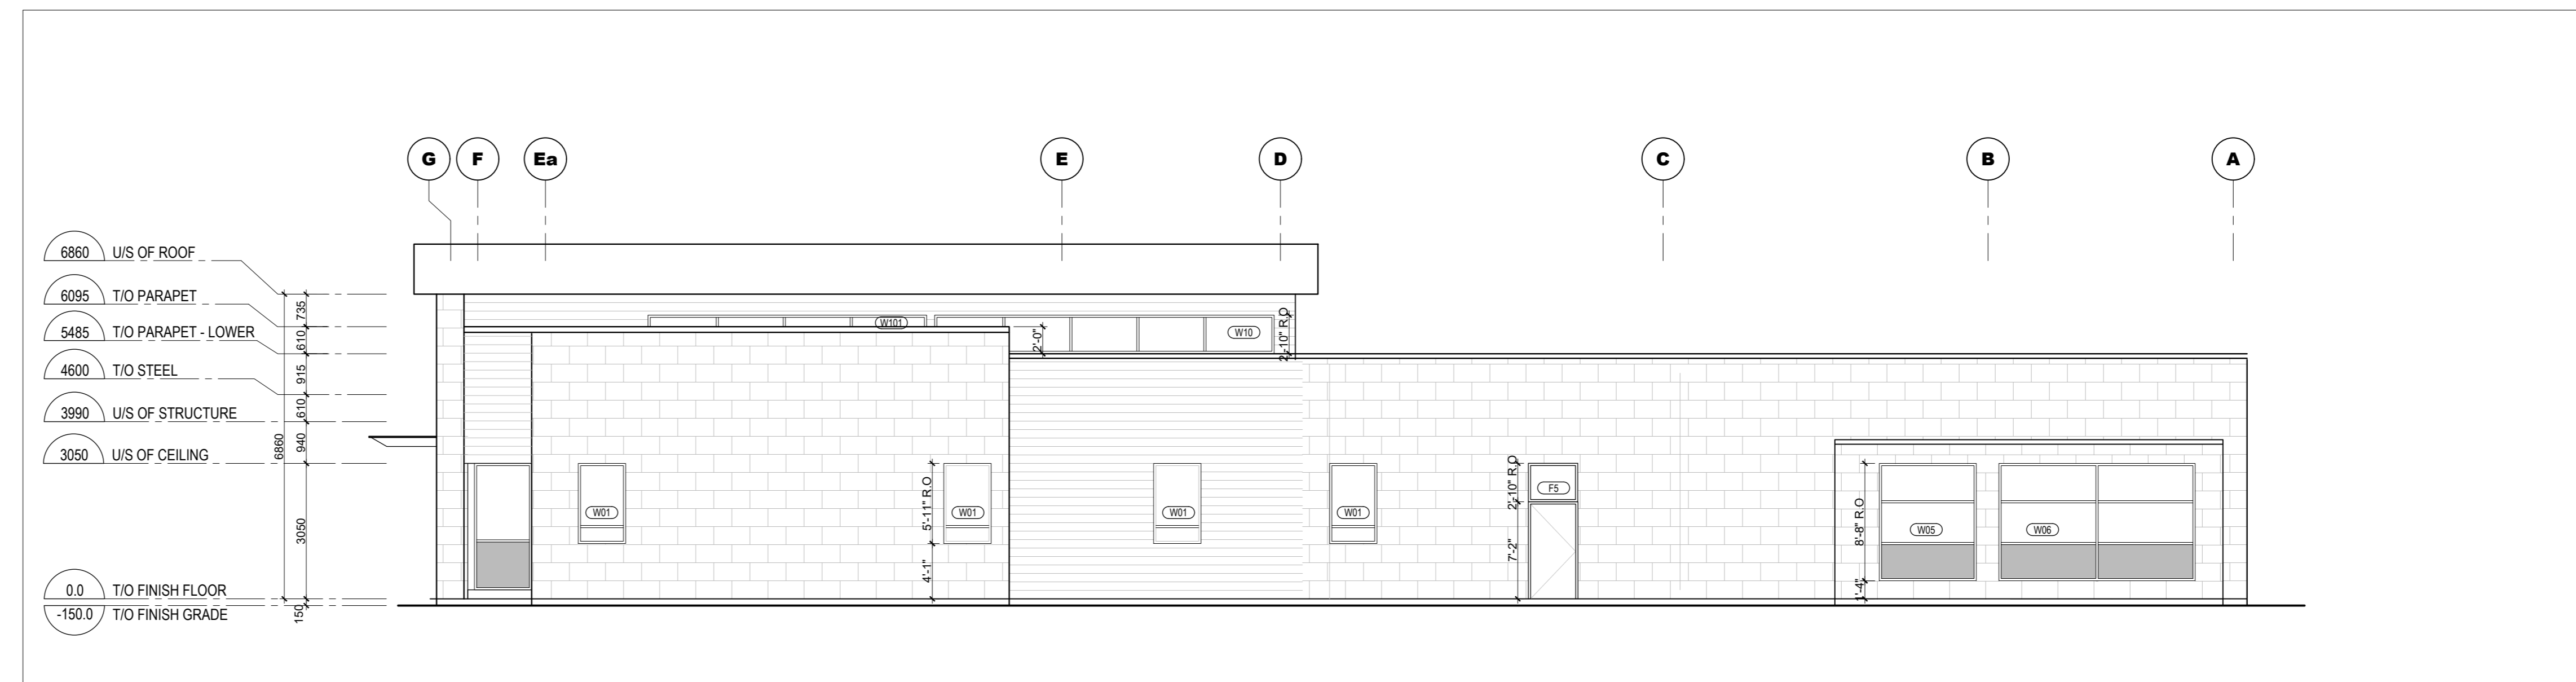 G F Ea E D C B A
6860 U/S OF ROOF
6095 T/O PARAPET
5485 T/O PARAPET - LOWER
4600 T/O STEEL
3990 U/S OF STRUCTURE
3050 U/S OF CEILING
0.0 T/O FINISH FLOOR
-150.0 T/O FINISH GRADE
6860
735
610
915
610
940
3050
150
W101
W10
2'-0"
2'-10" R.O
W01
W01
W01
W01
5'-11" R.O
4'-1"
2'-10" R.O
7'-2"
F5
8'-8" R.O
1'-4"
W05
W06